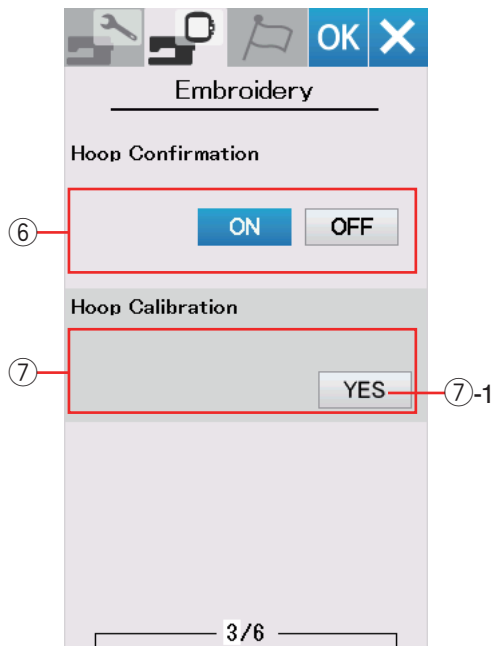 OK X
Embroidery
Hoop Confirmation
⑥ ON OFF
Hoop Calibration
⑦ YES ⑦-1
3/6